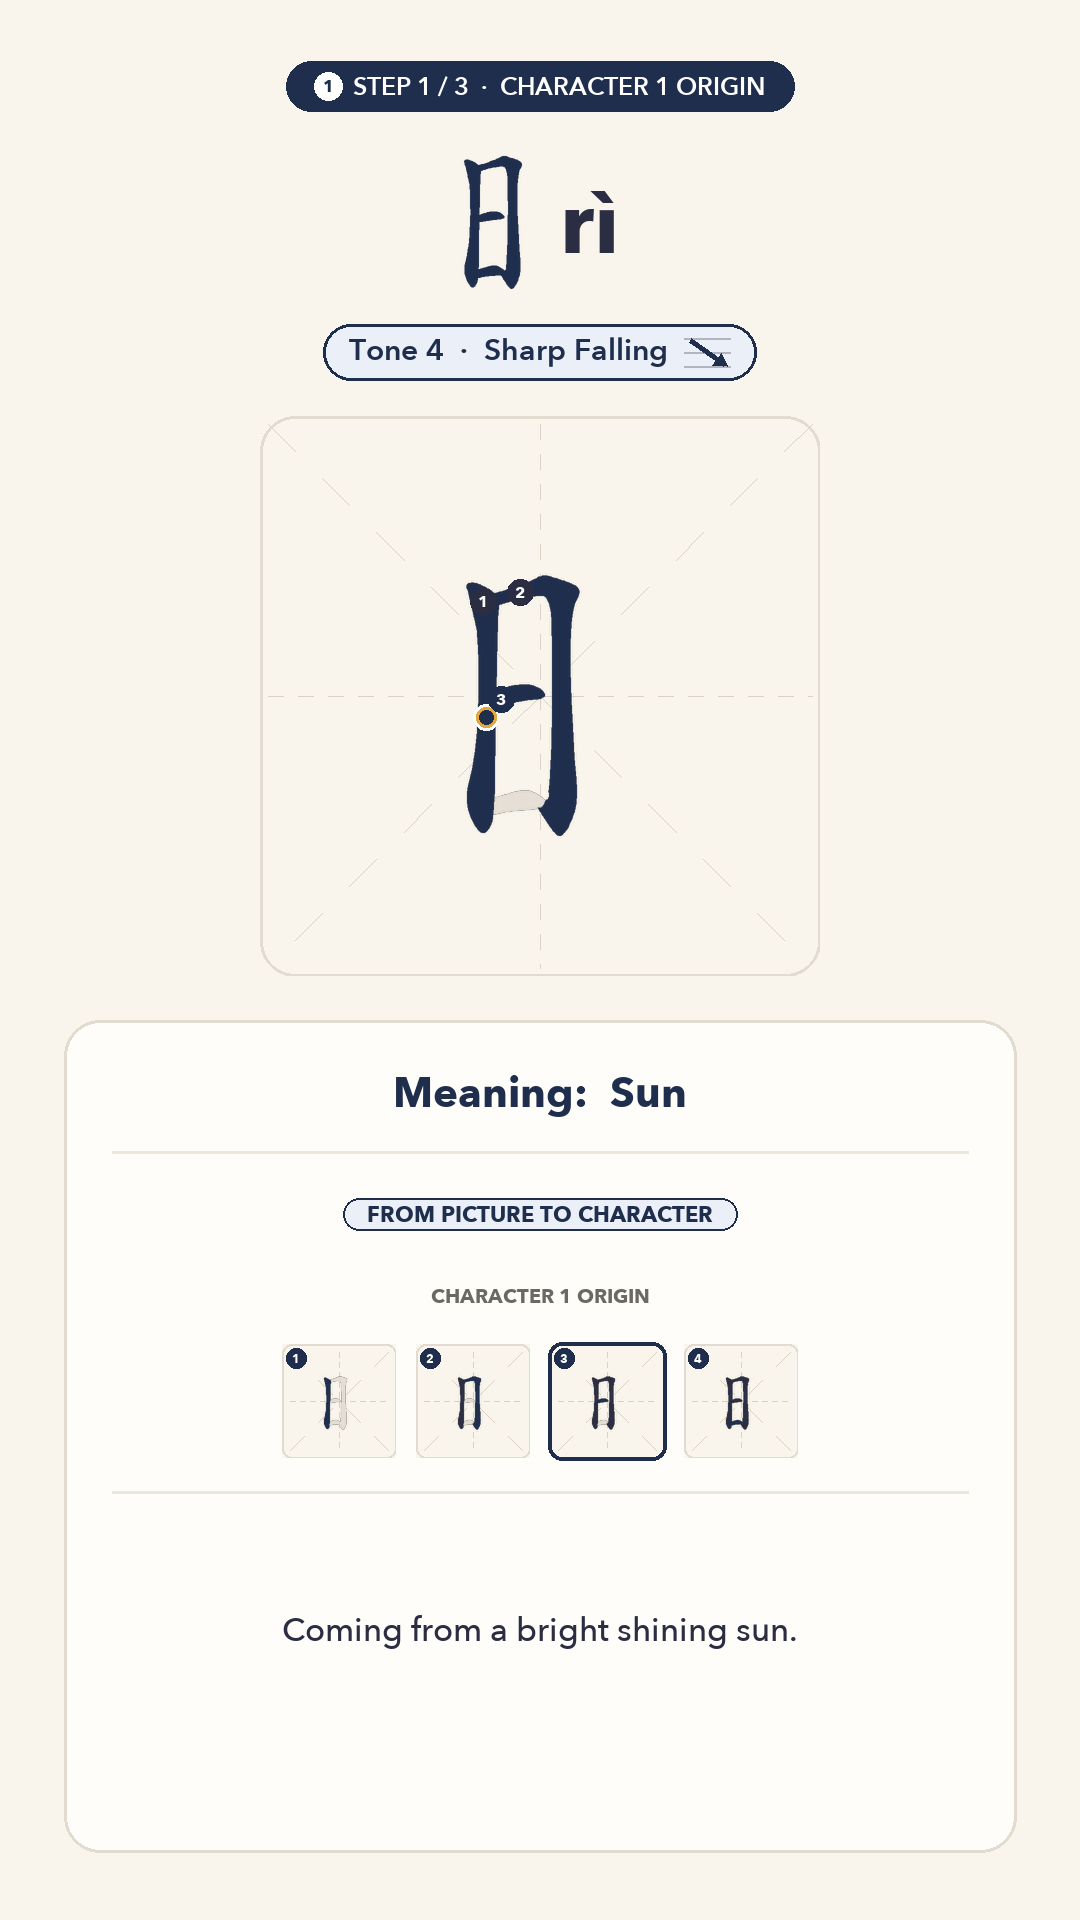 1 STEP 1 / 3 · CHARACTER 1 ORIGIN
日 rì
Tone 4 · Sharp Falling
1 2
3
Meaning: Sun
FROM PICTURE TO CHARACTER
CHARACTER 1 ORIGIN
1 2 3 4
Coming from a bright shining sun.